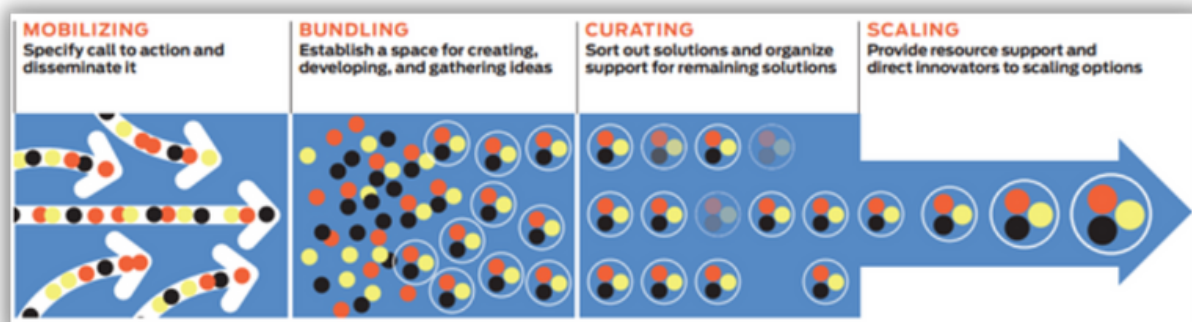 MOBILIZING
Specify call to action and
disseminate it
BUNDLING
Establish a space for creating,
developing, and gathering ideas
CURATING
Sort out solutions and organize
support for remaining solutions
SCALING
Provide resource support and
direct innovators to scaling options